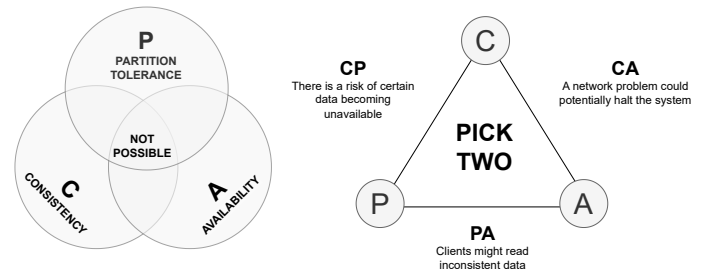 P
PARTITION
TOLERANCE
NOT
POSSIBLE
C
CONSISTENCY
A
AVAILABILITY
C
CP
There is a risk of certain
data becoming
unavailable
CA
A network problem could
potentially halt the system
PICK
TWO
P
A
PA
Clients might read
inconsistent data